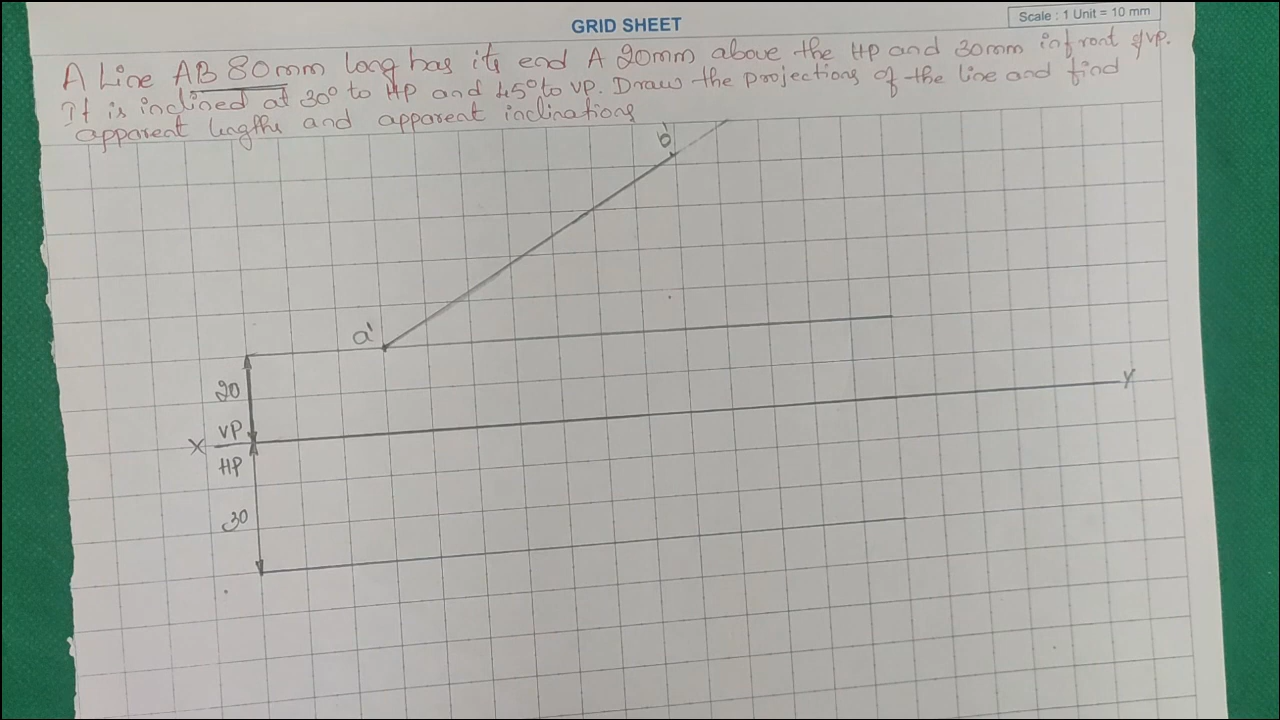 GRID SHEET
Scale : 1 Unit = 10 mm
A Line AB 80mm long has its end A 20mm above the HP and 30mm infront of VP.
It is inclined at 30° to HP and 45° to VP. Draw the projections of the line and find
apparent lengths and apparent inclinations
b'
a'
20
X VP Y
HP
30